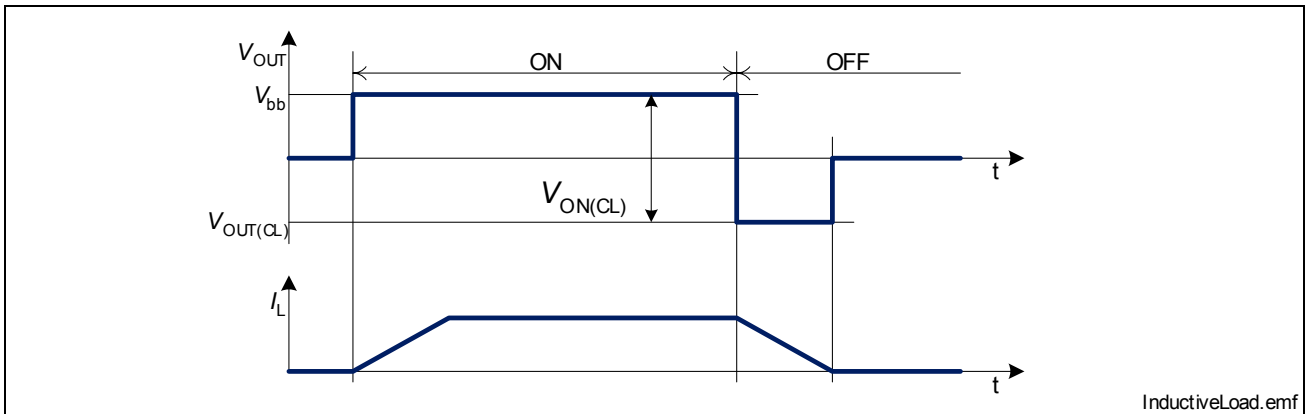 VOUT
ON
OFF
Vbb
t
VON(CL)
VOUT(CL)
IL
t
InductiveLoad.emf